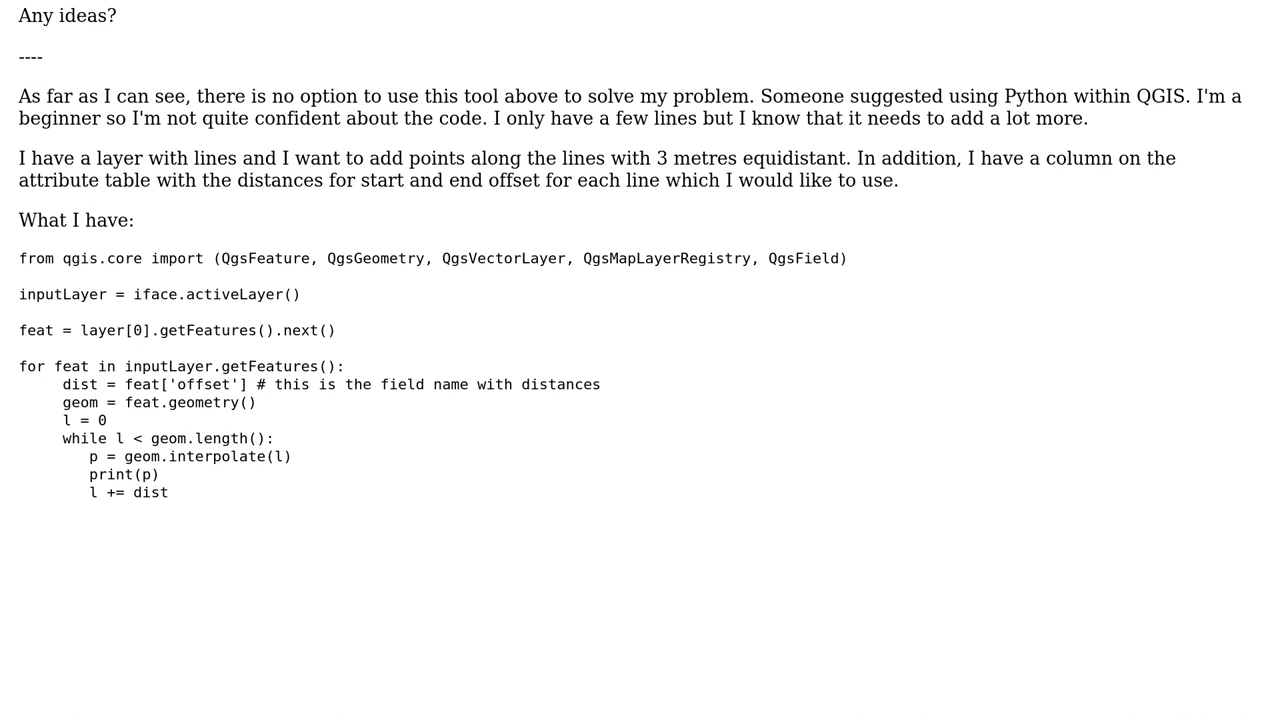 Any ideas?
----
As far as I can see, there is no option to use this tool above to solve my problem. Someone suggested using Python within QGIS. I'm a
beginner so I'm not quite confident about the code. I only have a few lines but I know that it needs to add a lot more.
I have a layer with lines and I want to add points along the lines with 3 metres equidistant. In addition, I have a column on the
attribute table with the distances for start and end offset for each line which I would like to use.
What I have:
from qgis.core import (QgsFeature, QgsGeometry, QgsVectorLayer, QgsMapLayerRegistry, QgsField)
inputLayer = iface.activeLayer()
feat = layer[0].getFeatures().next()
for feat in inputLayer.getFeatures():
     dist = feat['offset'] # this is the field name with distances
     geom = feat.geometry()
     l = 0
     while l < geom.length():
        p = geom.interpolate(l)
        print(p)
        l += dist